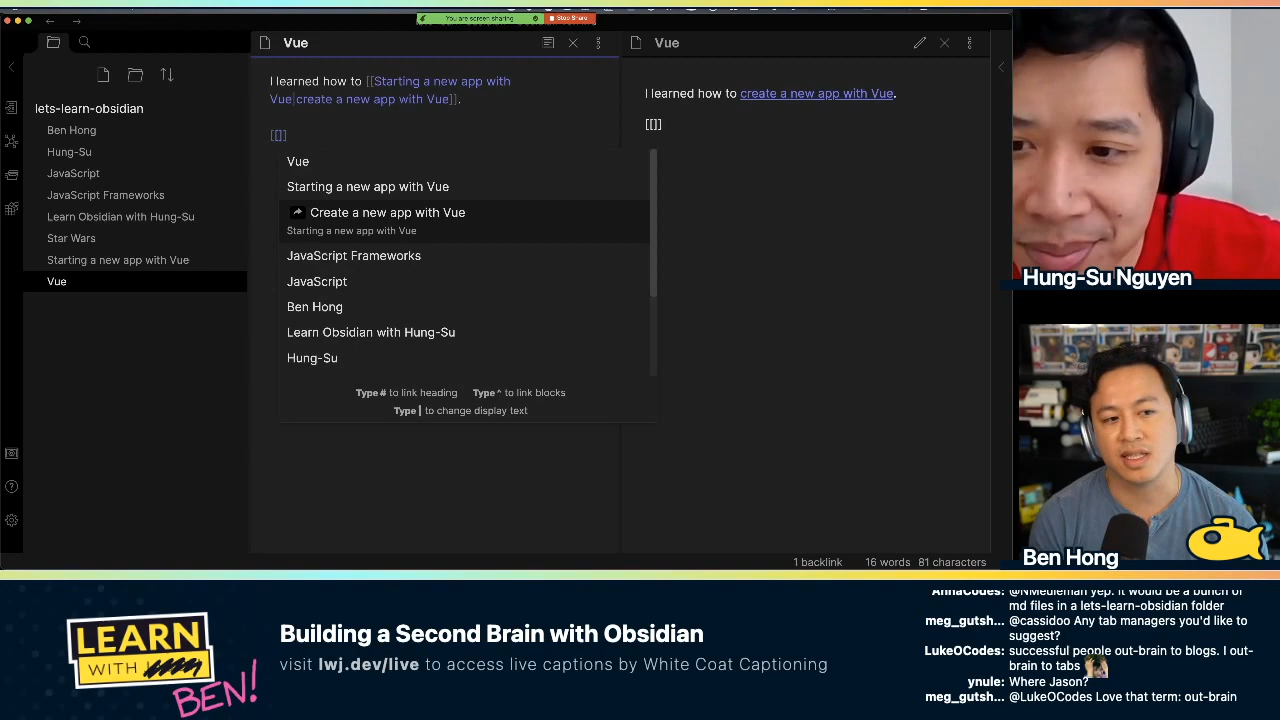 You are screen sharing
Stop Share
lets-learn-obsidian
Ben Hong
Hung-Su
JavaScript
JavaScript Frameworks
Learn Obsidian with Hung-Su
Star Wars
Starting a new app with Vue
Vue
Vue
I learned how to [[Starting a new app with
Vue|create a new app with Vue]].
[[]]
Vue
Starting a new app with Vue
Create a new app with Vue
Starting a new app with Vue
JavaScript Frameworks
JavaScript
Ben Hong
Learn Obsidian with Hung-Su
Hung-Su
Type # to link heading Type ^ to link blocks
Type | to change display text
Vue
I learned how to create a new app with Vue.
[[]]
1 backlink 16 words 81 characters
Hung-Su Nguyen
Ben Hong
LEARN
WITH
BEN!
Building a Second Brain with Obsidian
visit lwj.dev/live to access live captions by White Coat Captioning
AnnaCodes: @NMeuleman yep. It would be a bunch of
md files in a lets-learn-obsidian folder
meg_gutsh... @cassidoo Any tab managers you'd like to
suggest?
LukeOCodes: successful people out-brain to blogs. I out-
brain to tabs
ynule: Where Jason?
meg_gutsh... @LukeOCodes Love that term: out-brain